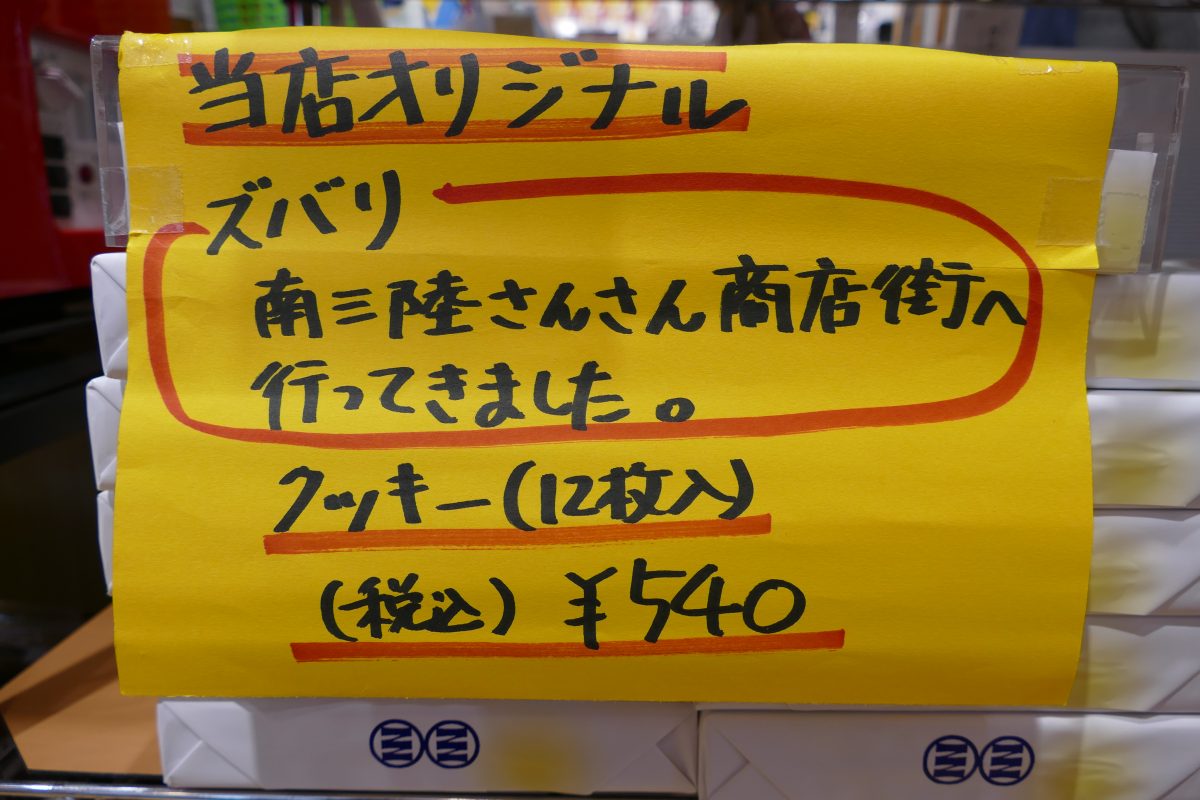 当店オリジナル
ズバリ
南三陸さんさん商店街へ
行ってきました。
クッキー(12枚入)
(税込)¥540